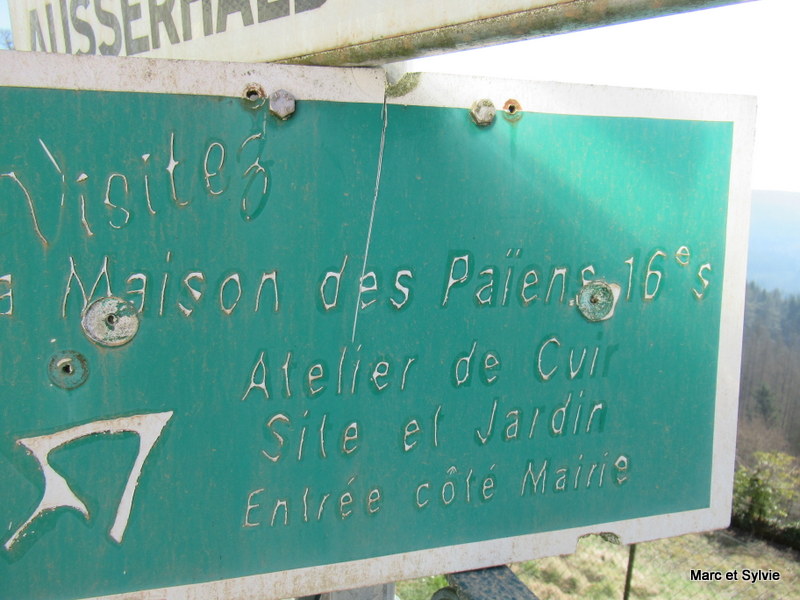 AUSSERHALB
Visitez
a Maison des Païens 16e s
Atelier de Cuir
Site et Jardin
Entrée côté Mairie
Marc et Sylvie